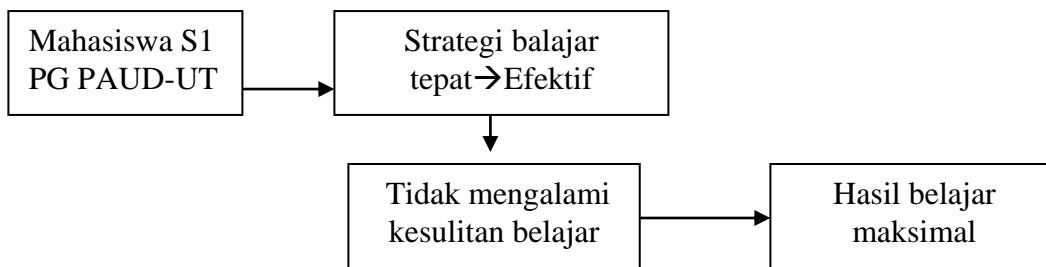 Mahasiswa S1
PG PAUD-UT
Strategi balajar
tepat→Efektif
Tidak mengalami
kesulitan belajar
Hasil belajar
maksimal